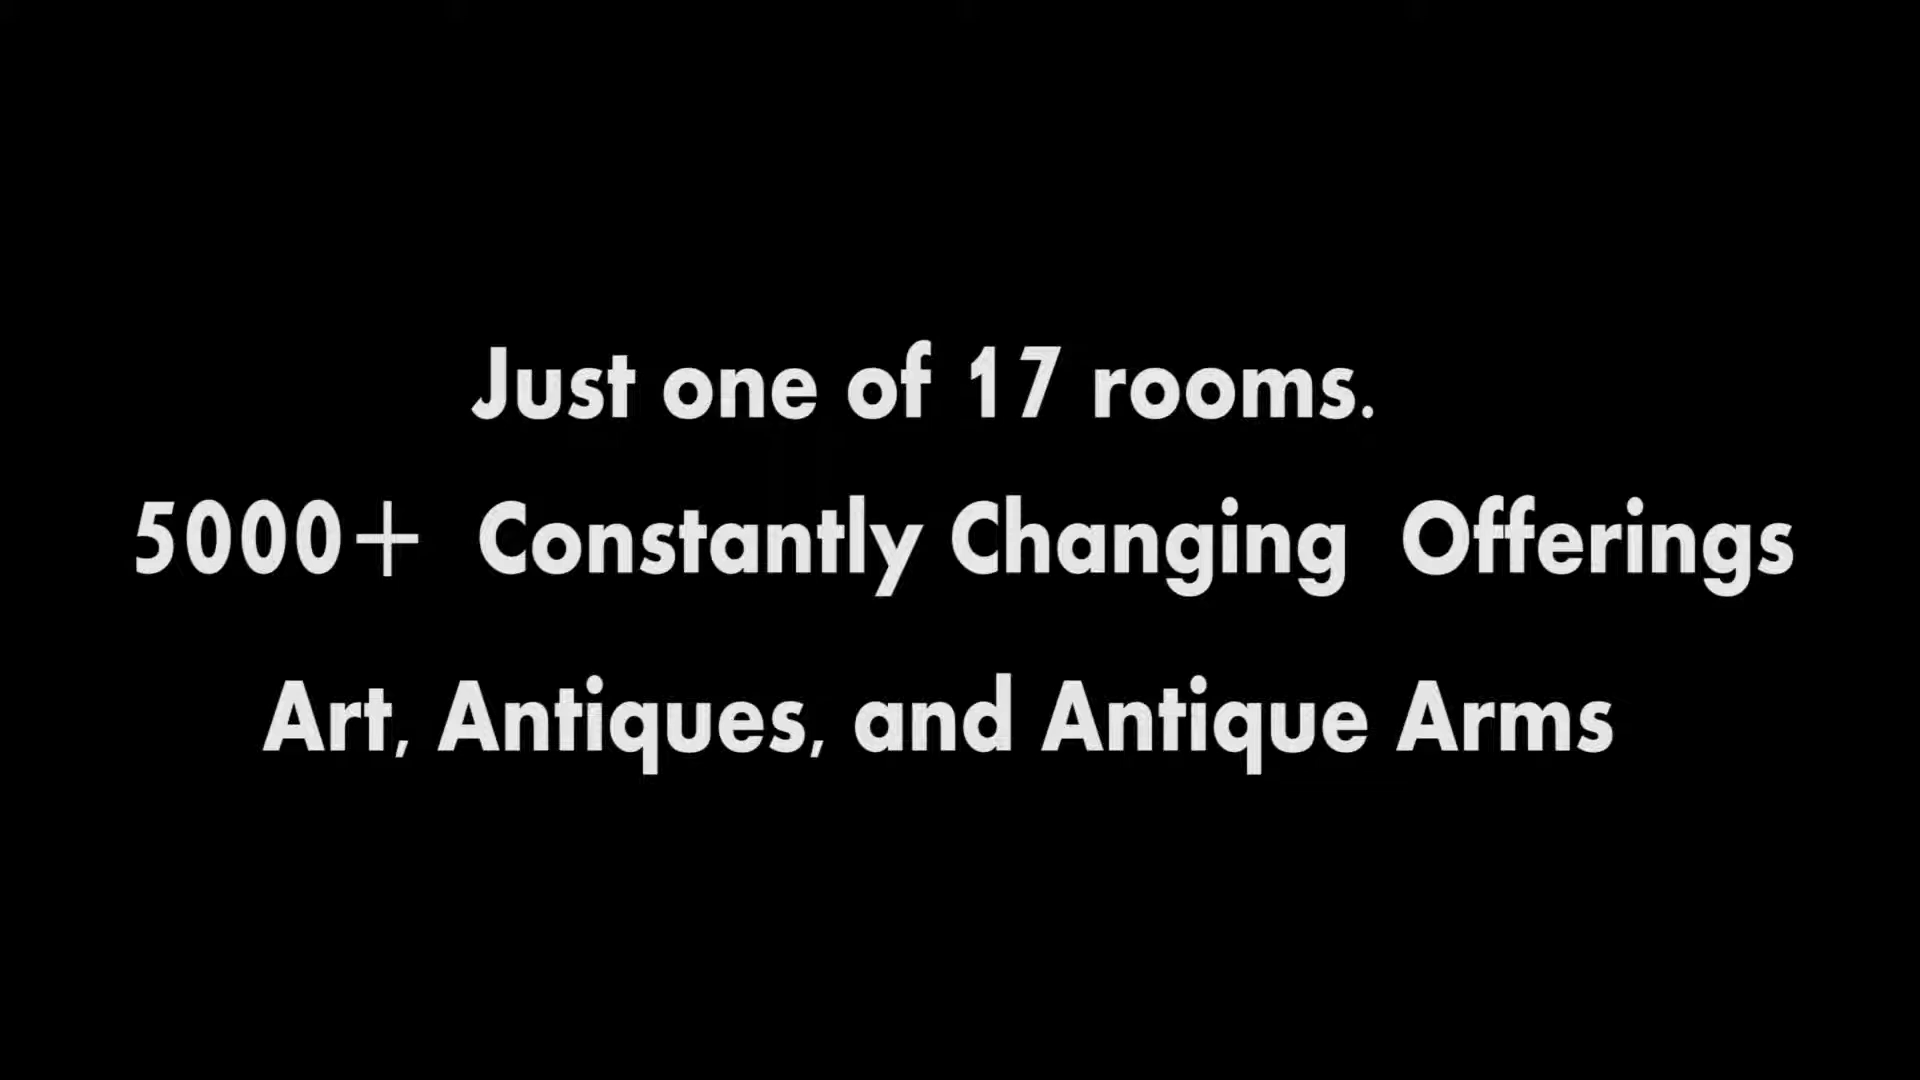 Just one of 17 rooms.
5000+ Constantly Changing Offerings
Art, Antiques, and Antique Arms